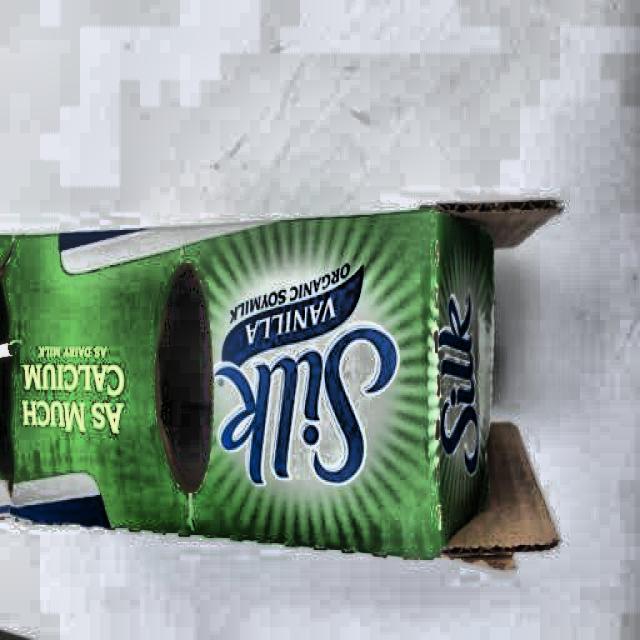 Silk
VANILLA
ORGANIC SOYMILK
AS MUCH
CALCIUM
AS DAIRY MILK
Silk